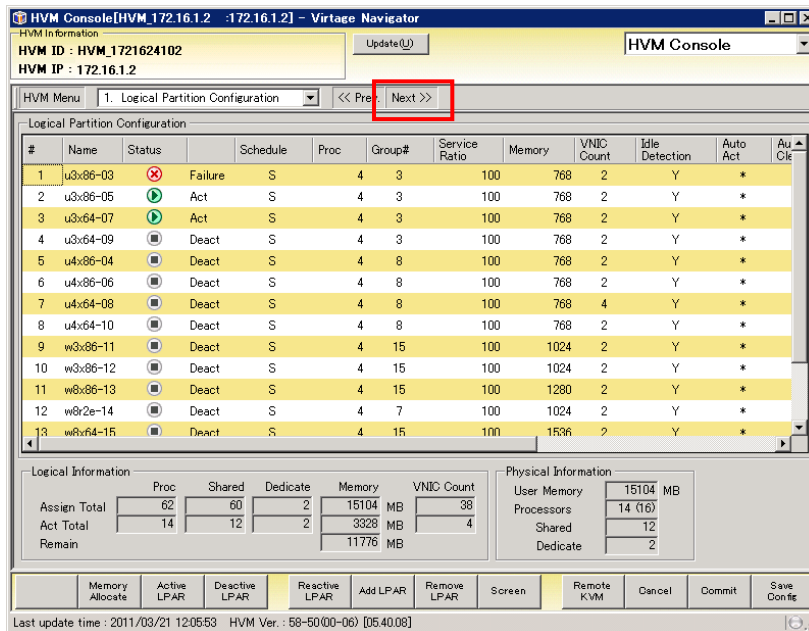 HVM Console[HVM_172.16.1.2 :172.16.1.2] - Virtage Navigator
HVM Information
HVM ID : HVM_1721624102
HVM IP : 172.16.1.2
Update(U)
HVM Console
HVM Menu 1. Logical Partition Configuration << Prev. Next >>
Logical Partition Configuration
# Name Status Schedule Proc Group# Service Ratio Memory VNIC Count Idle Detection Auto Act
1 u3x86-03 Failure S 4 3 100 768 2 Y *
2 u3x86-05 Act S 4 3 100 768 2 Y *
3 u3x64-07 Act S 4 3 100 768 2 Y *
4 u3x64-09 Deact S 4 3 100 768 2 Y *
5 u4x86-04 Deact S 4 8 100 768 2 Y *
6 u4x86-06 Deact S 4 8 100 768 2 Y *
7 u4x64-08 Deact S 4 8 100 768 4 Y *
8 u4x64-10 Deact S 4 8 100 768 2 Y *
9 w3x86-11 Deact S 4 15 100 1024 2 Y *
10 w3x86-12 Deact S 4 15 100 1024 2 Y *
11 w8x86-13 Deact S 4 15 100 1280 2 Y *
12 w8r2e-14 Deact S 4 7 100 1024 2 Y *
13 w8x64-15 Deact S 4 15 100 1536 2 Y *
Logical Information
Proc Shared Dedicate Memory VNIC Count
Assign Total 62 60 2 15104 MB 38
Act Total 14 12 2 3328 MB 4
Remain 11776 MB
Physical Information
User Memory 15104 MB
Processors 14 (16)
Shared 12
Dedicate 2
Memory Allocate Active LPAR Deactive LPAR Reactive LPAR Add LPAR Remove LPAR Screen Remote KVM Cancel Commit Save Config
Last update time : 2011/03/21 12:05:53 HVM Ver. : 58-50(00-06) [05.40.08]